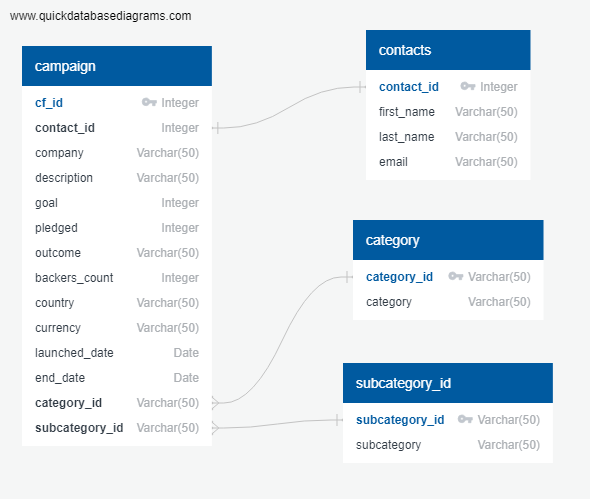 www.quickdatabasediagrams.com
campaign
cf_id Integer
contact_id Integer
company Varchar(50)
description Varchar(50)
goal Integer
pledged Integer
outcome Varchar(50)
backers_count Integer
country Varchar(50)
currency Varchar(50)
launched_date Date
end_date Date
category_id Varchar(50)
subcategory_id Varchar(50)
contacts
contact_id Integer
first_name Varchar(50)
last_name Varchar(50)
email Varchar(50)
category
category_id Varchar(50)
category Varchar(50)
subcategory_id
subcategory_id Varchar(50)
subcategory Varchar(50)